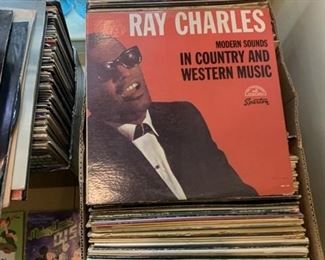 RAY CHARLES
MODERN SOUNDS
IN COUNTRY AND
WESTERN MUSIC